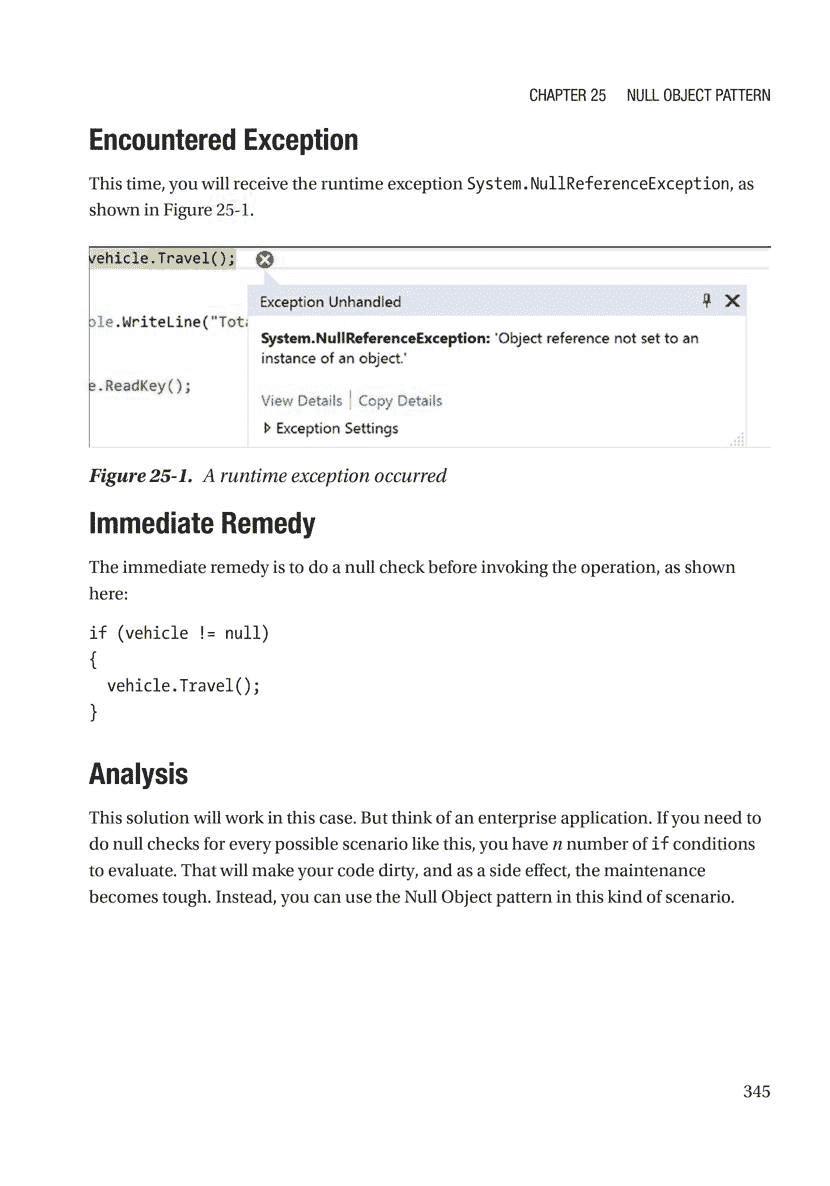 CHAPTER 25 NULL OBJECT PATTERN
Encountered Exception
This time, you will receive the runtime exception System.NullReferenceException, as
shown in Figure 25-1.
vehicle.Travel();
Exception Unhandled
ole.WriteLine("Tota
System.NullReferenceException: 'Object reference not set to an
instance of an object.'
e.ReadKey();
View Details | Copy Details
Exception Settings
Figure 25-1. A runtime exception occurred
Immediate Remedy
The immediate remedy is to do a null check before invoking the operation, as shown
here:
if (vehicle != null)
{
vehicle.Travel();
}
Analysis
This solution will work in this case. But think of an enterprise application. If you need to
do null checks for every possible scenario like this, you have n number of if conditions
to evaluate. That will make your code dirty, and as a side effect, the maintenance
becomes tough. Instead, you can use the Null Object pattern in this kind of scenario.
345